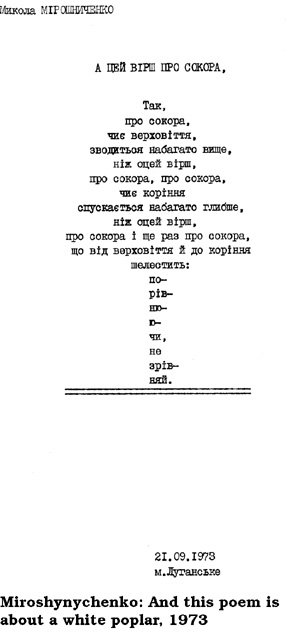 Микола МІРОШНИЧЕНКО
А ЦЕЙ ВІРШ ПРО СОКОРА,
Так,
про сокора,
чиє верховіття,
зводиться набагато вище,
ніж оцей вірш,
про сокора, про сокора,
чиє коріння
спускається набагато глибше,
ніж оцей вірш,
про сокора і ще раз про сокора,
що від верховіття й до коріння
шелестить:
по-
рів-
ню-
ю-
чи,
не
зрів-
няй.
21.09.1973
м.Луганське
Miroshynychenko: And this poem is
about a white poplar, 1973